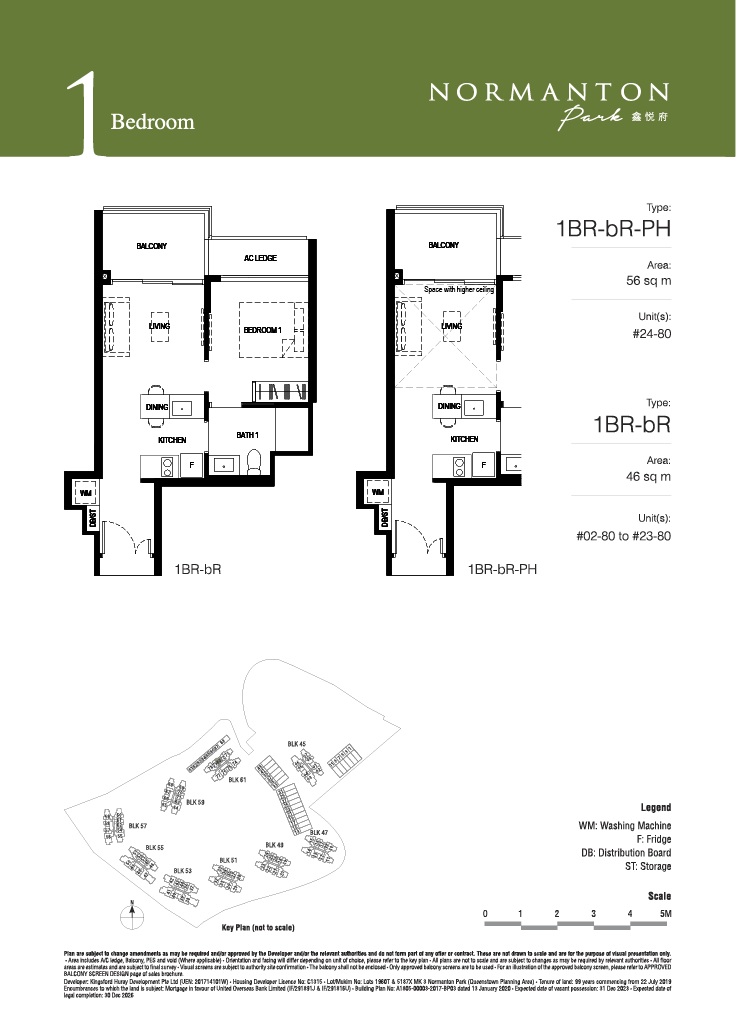 1
Bedroom
NORMANTON
Park 鑫悦府
BALCONY
AC LEDGE
LIVING
BEDROOM 1
DINING
KITCHEN
BATH 1
F
WM
DB/ST
1BR-bR
BALCONY
Space with higher ceiling
LIVING
DINING
KITCHEN
F
WM
DB/ST
1BR-bR-PH
Type:
1BR-bR-PH
Area:
56 sq m
Unit(s):
#24-80
Type:
1BR-bR
Area:
46 sq m
Unit(s):
#02-80 to #23-80
BLK 45
BLK 61
BLK 59
BLK 57
BLK 47
BLK 55
BLK 49
BLK 51
BLK 53
N
Key Plan (not to scale)
Legend
WM: Washing Machine
F: Fridge
DB: Distribution Board
ST: Storage
Scale
0 1 2 3 4 5M
Plan are subject to change amendments as may be required and/or approved by the Developer and/or the relevant authorities and do not form part of any offer or contract. These are not drawn to scale and are for the purpose of visual presentation only.
- Area includes A/C ledge, Balcony, PES and void (Where applicable) - Orientation and facing will differ depending on unit of choice, please refer to the key plan - All plans are not to scale and are subject to changes as may be required by relevant authorities - All floor
areas are estimates and are subject to final survey - Visual screens are subject to authority site confirmation - The balcony shall not be enclosed - Only approved balcony screens are to be used - For an illustration of the approved balcony screen, please refer to APPROVED
BALCONY SCREEN DESIGN page of sales brochure.
Developer: Kingsford Huray Development Pte Ltd (UEN: 201714101W) - Housing Developer Licence No: C1315 - Lot/Mukim No: Lots 1960T & 5187X MK 3 Normanton Park (Queenstown Planning Area) - Tenure of land: 99 years commencing from 22 July 2019
Encumbrances to which the land is subject: Mortgage in favour of United Overseas Bank Limited (IF/291891J & IF/291815U) - Building Plan No: A1805-00003-2017-BP03 dated 13 January 2020 - Expected date of vacant possession: 31 Dec 2023 - Expected date of
legal completion: 30 Dec 2026